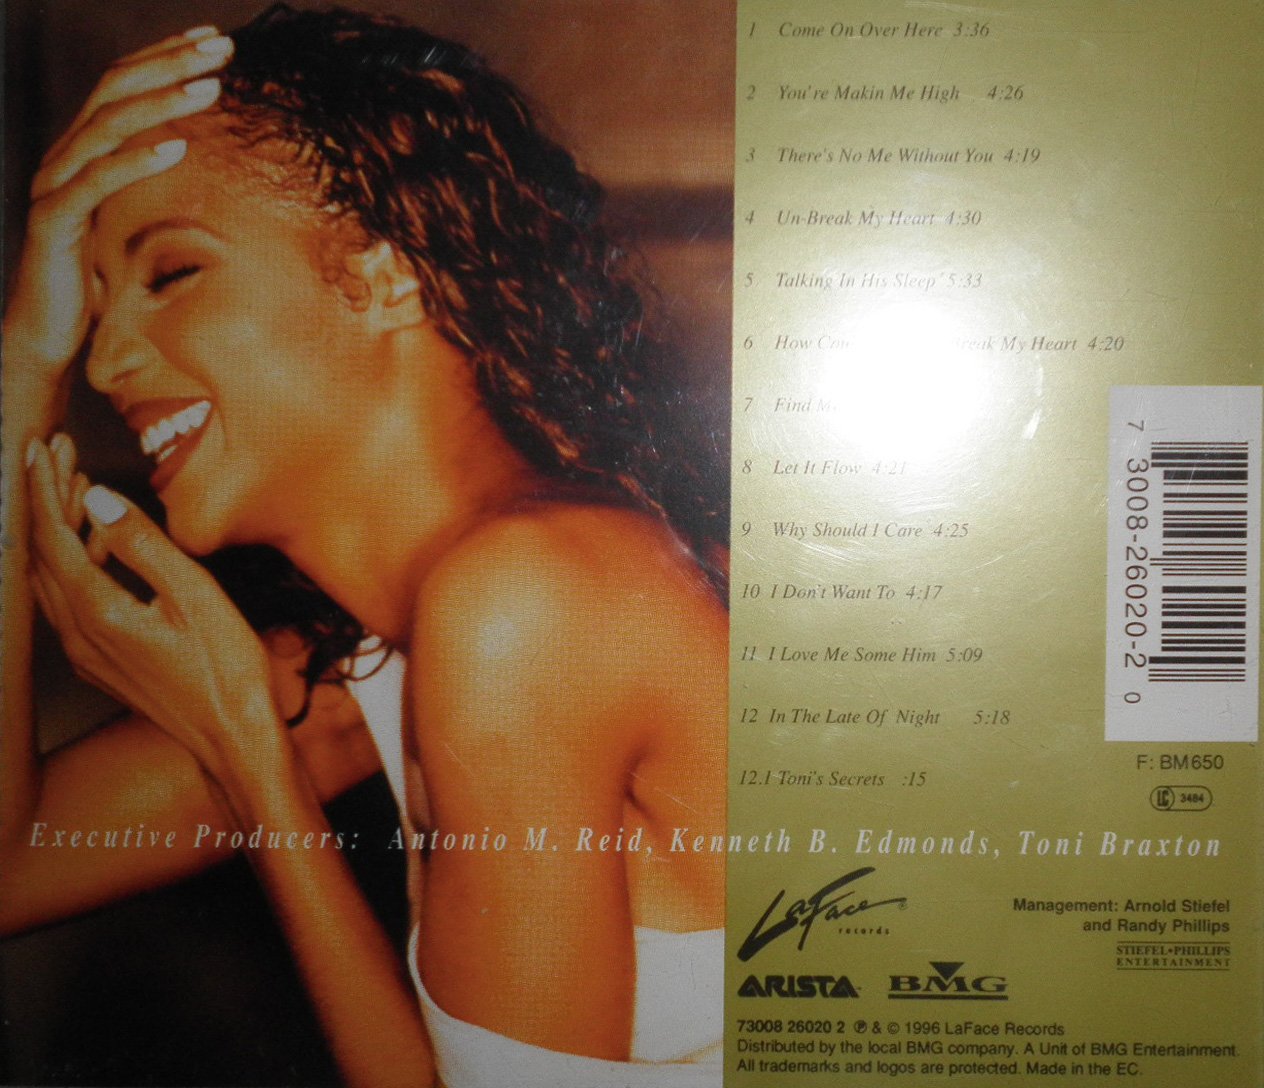 1 Come On Over Here 3:36
2 You're Makin Me High 4:26
3 There's No Me Without You 4:19
4 Un-Break My Heart 4:30
5 Talking In His Sleep 5:33
6 How Break My Heart 4:20
7 Find
8 Let It Flow 4:21
9 Why Should I Care 4:25
10 I Don't Want To 4:17
11 I Love Me Some Him 5:09
12 In The Late Of Night 5:18
12.1 Toni's Secrets :15
7 3008-26020-2 0
F: BM650
LC 3484
Executive Producers: Antonio M. Reid, Kenneth B. Edmonds, Toni Braxton
LaFace ®
records
Management: Arnold Stiefel
and Randy Phillips
STIEFEL•PHILLIPS
ENTERTAINMENT
ARISTA
BMG
73008 26020 2 ℗ & © 1996 LaFace Records
Distributed by the local BMG company. A Unit of BMG Entertainment.
All trademarks and logos are protected. Made in the EC.